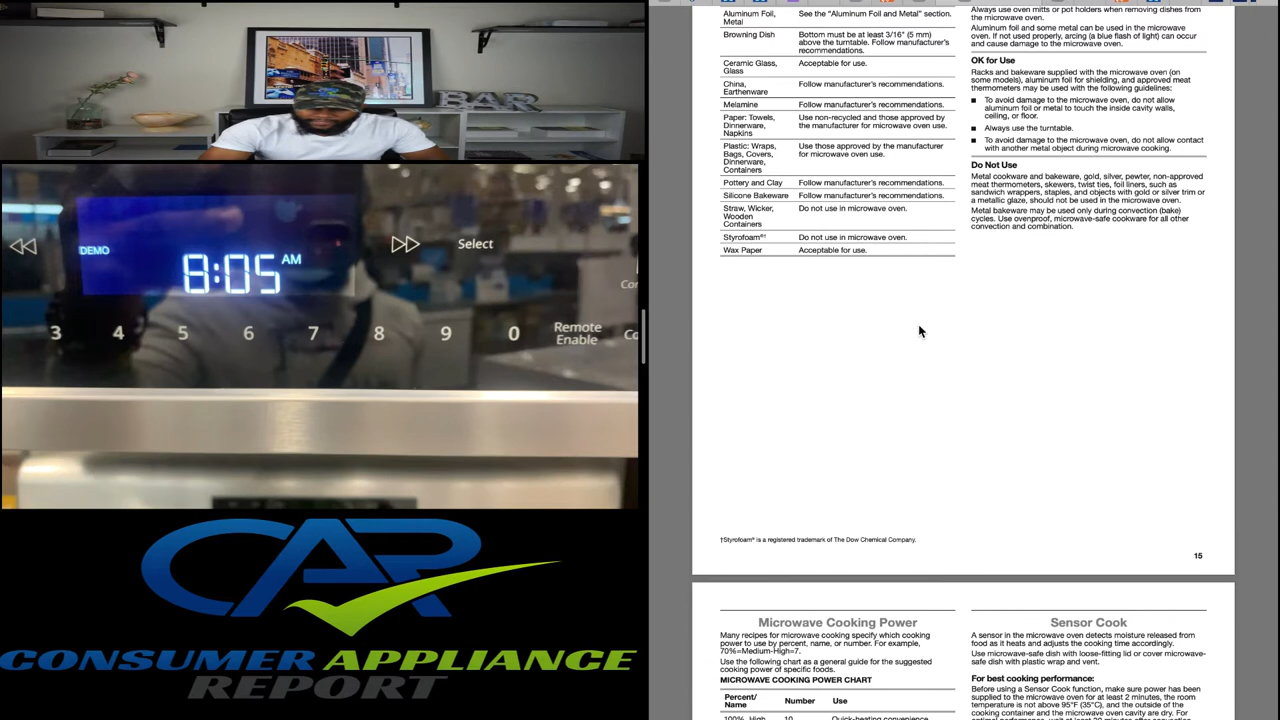 BAR
DEMO
8:05 AM
Select
Con
3 4 5 6 7 8 9 0
Remote
Enable
Co
CAR
CONSUMER APPLIANCE
REPORT
Aluminum Foil, See the “Aluminum Foil and Metal” section.
Metal
Browning Dish Bottom must be at least 3/16" (5 mm)
above the turntable. Follow manufacturer’s
recommendations.
Ceramic Glass, Acceptable for use.
Glass
China, Follow manufacturer’s recommendations.
Earthenware
Melamine Follow manufacturer’s recommendations.
Paper: Towels, Use non-recycled and those approved by
Dinnerware, the manufacturer for microwave oven use.
Napkins
Plastic: Wraps, Use those approved by the manufacturer
Bags, Covers, for microwave oven use.
Dinnerware,
Containers
Pottery and Clay Follow manufacturer’s recommendations.
Silicone Bakeware Follow manufacturer’s recommendations.
Straw, Wicker, Do not use in microwave oven.
Wooden
Containers
Styrofoam®† Do not use in microwave oven.
Wax Paper Acceptable for use.
Always use oven mitts or pot holders when removing dishes from
the microwave oven.
Aluminum foil and some metal can be used in the microwave
oven. If not used properly, arcing (a blue flash of light) can occur
and cause damage to the microwave oven.
OK for Use
Racks and bakeware supplied with the microwave oven (on
some models), aluminum foil for shielding, and approved meat
thermometers may be used with the following guidelines:
■ To avoid damage to the microwave oven, do not allow
aluminum foil or metal to touch the inside cavity walls,
ceiling, or floor.
■ Always use the turntable.
■ To avoid damage to the microwave oven, do not allow contact
with another metal object during microwave cooking.
Do Not Use
Metal cookware and bakeware, gold, silver, pewter, non-approved
meat thermometers, skewers, twist ties, foil liners, such as
sandwich wrappers, staples, and objects with gold or silver trim or
a metallic glaze, should not be used in the microwave oven.
Metal bakeware may be used only during convection (bake)
cycles. Use ovenproof, microwave-safe cookware for all other
convection and combination.
†Styrofoam® is a registered trademark of The Dow Chemical Company.
15
Microwave Cooking Power
Many recipes for microwave cooking specify which cooking
power to use by percent, name, or number. For example,
70%=Medium-High=7.
Use the following chart as a general guide for the suggested
cooking power of specific foods.
MICROWAVE COOKING POWER CHART
Percent/ Number Use
Name
100%, High 10 Quick-heating convenience
Sensor Cook
A sensor in the microwave oven detects moisture released from
food as it heats and adjusts the cooking time accordingly.
Use microwave-safe dish with loose-fitting lid or cover microwave-
safe dish with plastic wrap and vent.
For best cooking performance:
Before using a Sensor Cook function, make sure power has been
supplied to the microwave oven for at least 2 minutes, the room
temperature is not above 95°F (35°C), and the outside of the
cooking container and the microwave oven cavity are dry. For